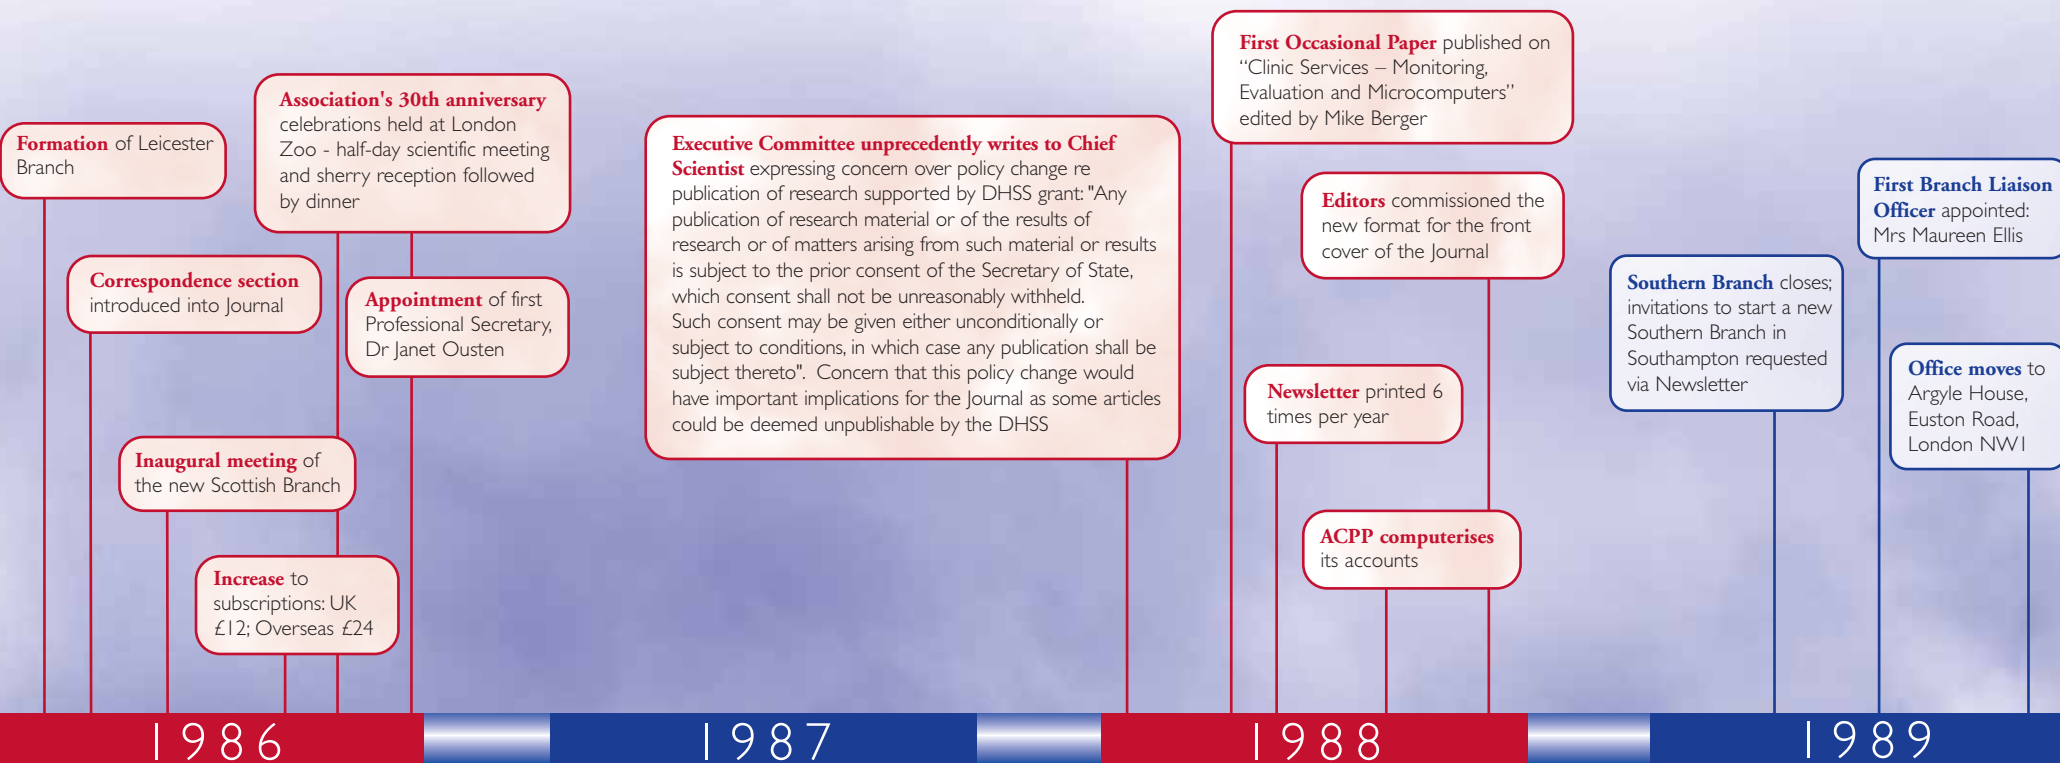 Formation of Leicester
Branch
Correspondence section
introduced into Journal
Inaugural meeting of
the new Scottish Branch
Increase to
subscriptions: UK
£12; Overseas £24
Association's 30th anniversary
celebrations held at London
Zoo - half-day scientific meeting
and sherry reception followed
by dinner
Appointment of first
Professional Secretary,
Dr Janet Ousten
Executive Committee unprecedently writes to Chief
Scientist expressing concern over policy change re
publication of research supported by DHSS grant: "Any
publication of research material or of the results of
research or of matters arising from such material or results
is subject to the prior consent of the Secretary of State,
which consent shall not be unreasonably withheld.
Such consent may be given either unconditionally or
subject to conditions, in which case any publication shall be
subject thereto". Concern that this policy change would
have important implications for the Journal as some articles
could be deemed unpublishable by the DHSS
First Occasional Paper published on
“Clinic Services – Monitoring,
Evaluation and Microcomputers”
edited by Mike Berger
Editors commissioned the
new format for the front
cover of the Journal
Newsletter printed 6
times per year
ACPP computerises
its accounts
Southern Branch closes;
invitations to start a new
Southern Branch in
Southampton requested
via Newsletter
First Branch Liaison
Officer appointed:
Mrs Maureen Ellis
Office moves to
Argyle House,
Euston Road,
London NW1
1986
1987
1988
1989